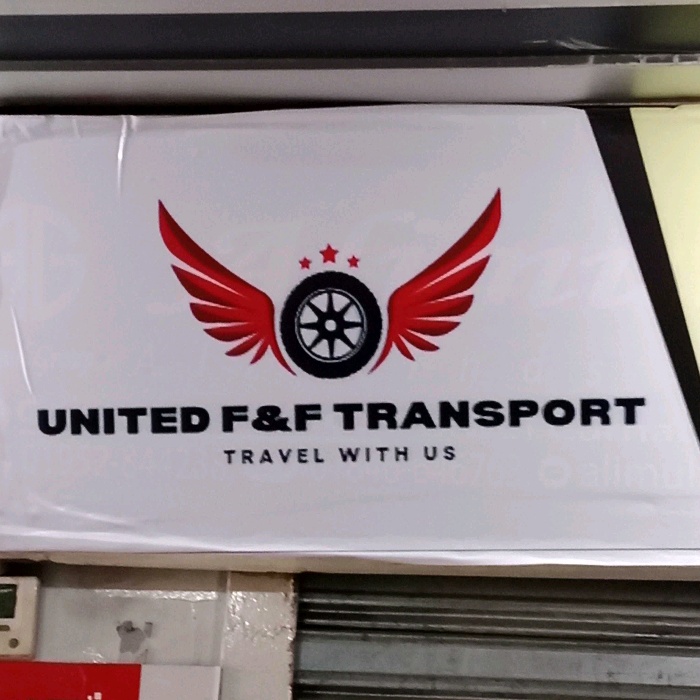 UNITED F&F TRANSPORT
TRAVEL WITH US